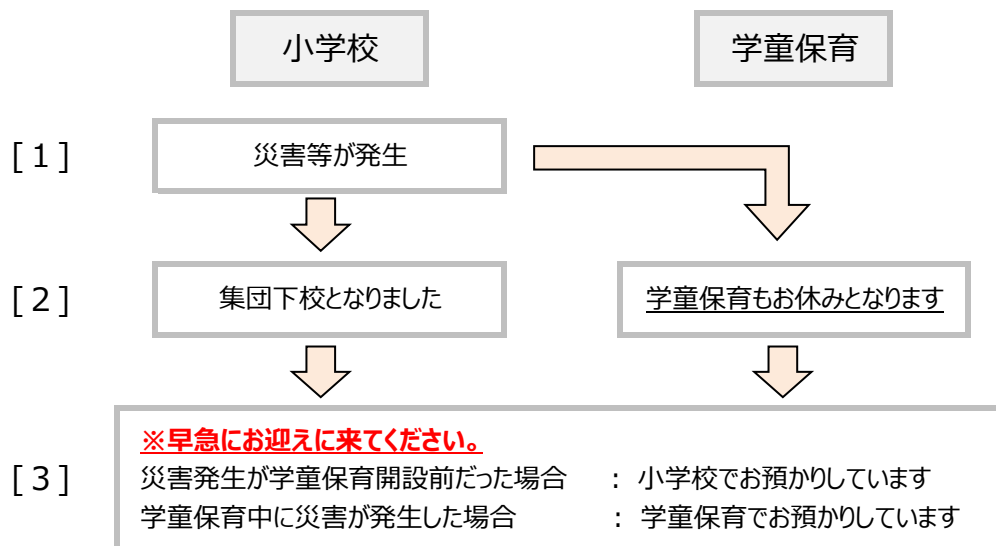 小学校 学童保育
[１] 災害等が発生
[２] 集団下校となりました 学童保育もお休みとなります
※早急にお迎えに来てください。
[３] 災害発生が学童保育開設前だった場合 ： 小学校でお預かりしています
学童保育中に災害が発生した場合 ： 学童保育でお預かりしています